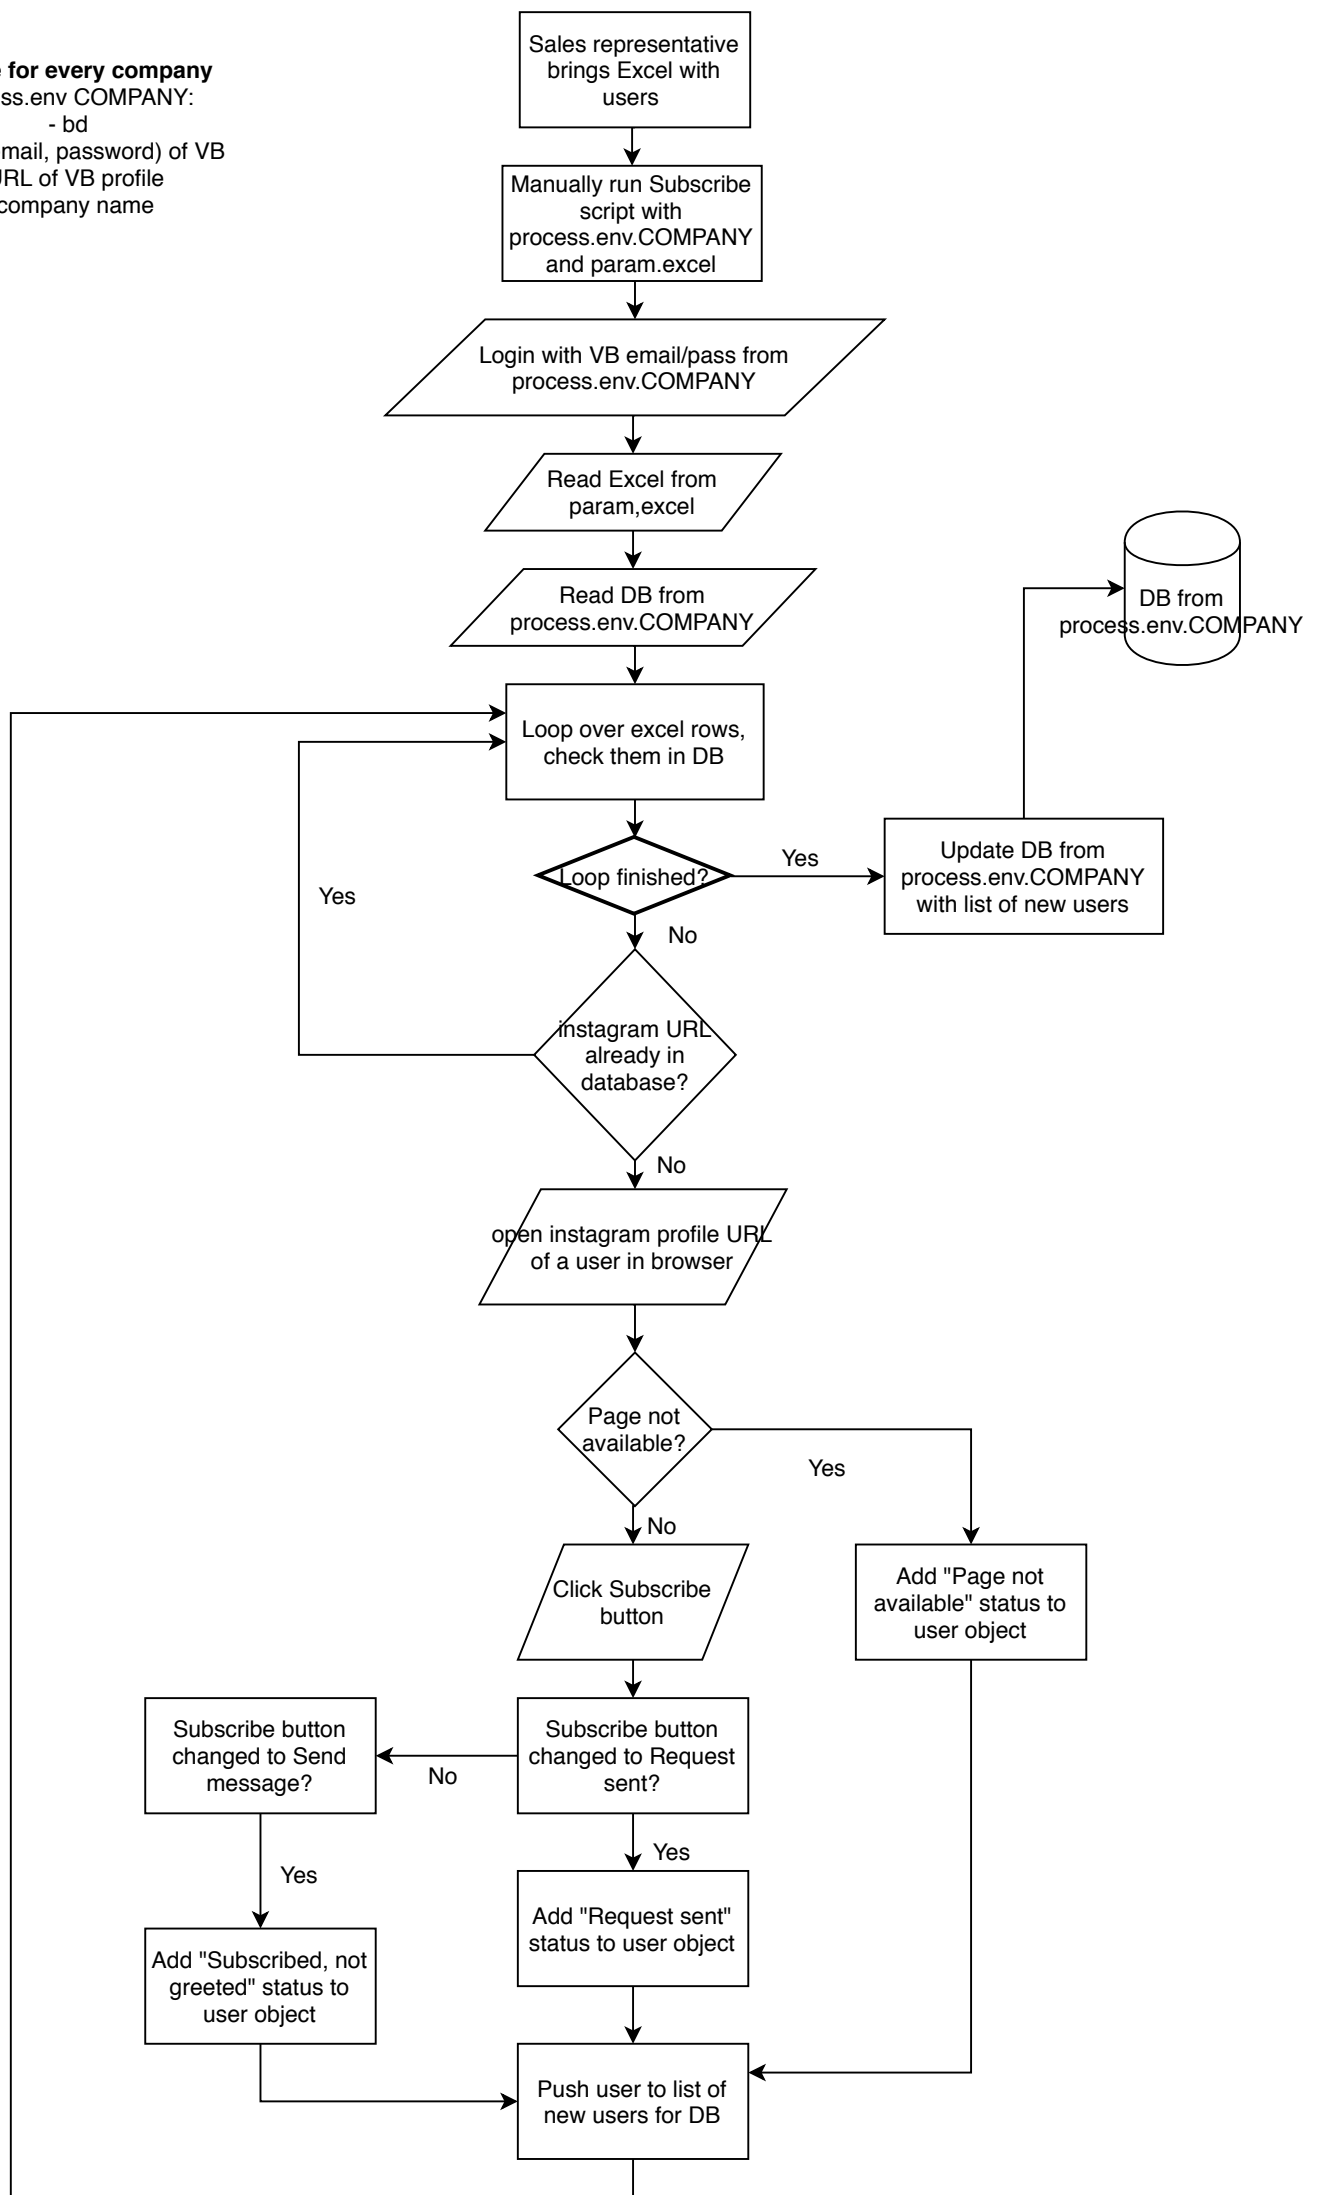 for every company
COMPANY:
- bd
password) of VB
of VB profile
company name
Sales representative
brings Excel with
users
Manually run Subscribe
script with
process.env.COMPANY
and param.excel
Login with VB email/pass from
process.env.COMPANY
Read Excel from
param,excel
Read DB from
process.env.COMPANY
DB from
process.env.COMPANY
Loop over excel rows,
check them in DB
Loop finished?
Yes
Update DB from
process.env.COMPANY
with list of new users
Yes
No
instagram URL
already in
database?
No
open instagram profile URL
of a user in browser
Page not
available?
Yes
No
Click Subscribe
button
Add "Page not
available" status to
user object
Subscribe button
changed to Send
message?
No
Subscribe button
changed to Request
sent?
Yes
Yes
Add "Subscribed, not
greeted" status to
user object
Add "Request sent"
status to user object
Push user to list of
new users for DB